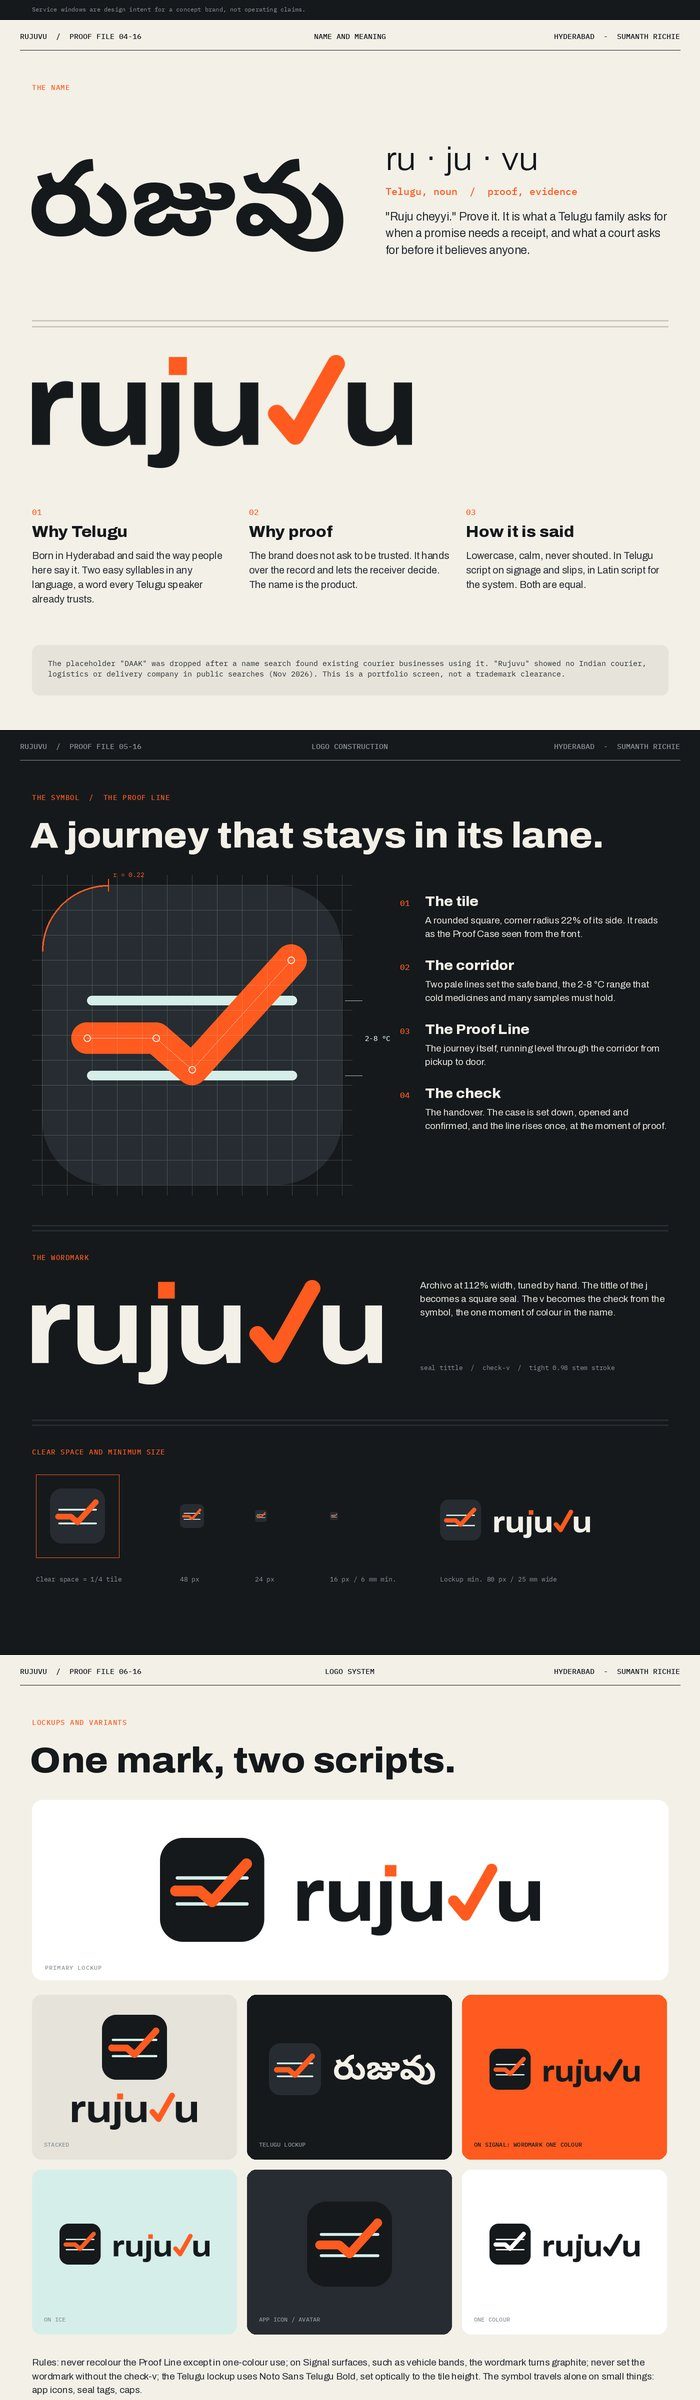 Service windows are design intent for a concept brand, not operating claims.
RUJUVU / PROOF FILE 04-16
NAME AND MEANING
HYDERABAD - SUMANTH RICHIE
THE NAME
రుజువు
ru · ju · vu
Telugu, noun / proof, evidence
"Ruju cheyyi." Prove it. It is what a Telugu family asks for
when a promise needs a receipt, and what a court asks
for before it believes anyone.
rujuvu
01
Why Telugu
Born in Hyderabad and said the way people
here say it. Two easy syllables in any
language, a word every Telugu speaker
already trusts.
02
Why proof
The brand does not ask to be trusted. It hands
over the record and lets the receiver decide.
The name is the product.
03
How it is said
Lowercase, calm, never shouted. In Telugu
script on signage and slips, in Latin script for
the system. Both are equal.
The placeholder "DAAK" was dropped after a name search found existing courier businesses using it. "Rujuvu" showed no Indian courier,
logistics or delivery company in public searches (Nov 2026). This is a portfolio screen, not a trademark clearance.
RUJUVU / PROOF FILE 05-16
LOGO CONSTRUCTION
HYDERABAD - SUMANTH RICHIE
THE SYMBOL / THE PROOF LINE
A journey that stays in its lane.
r = 0.22
2-8 °C
01
The tile
A rounded square, corner radius 22% of its side. It reads
as the Proof Case seen from the front.
02
The corridor
Two pale lines set the safe band, the 2-8 °C range that
cold medicines and many samples must hold.
03
The Proof Line
The journey itself, running level through the corridor from
pickup to door.
04
The check
The handover. The case is set down, opened and
confirmed, and the line rises once, at the moment of proof.
THE WORDMARK
rujuvu
Archivo at 112% width, tuned by hand. The tittle of the j
becomes a square seal. The v becomes the check from the
symbol, the one moment of colour in the name.
seal tittle / check-v / tight 0.98 stem stroke
CLEAR SPACE AND MINIMUM SIZE
rujuvu
Clear space = 1/4 tile
48 px
24 px
16 px / 6 mm min.
Lockup min. 80 px / 25 mm wide
RUJUVU / PROOF FILE 06-16
LOGO SYSTEM
HYDERABAD - SUMANTH RICHIE
LOCKUPS AND VARIANTS
One mark, two scripts.
rujuvu
PRIMARY LOCKUP
rujuvu
STACKED
రుజువు
TELUGU LOCKUP
rujuvu
ON SIGNAL: WORDMARK ONE COLOUR
rujuvu
ON ICE
APP ICON / AVATAR
rujuvu
ONE COLOUR
Rules: never recolour the Proof Line except in one-colour use; on Signal surfaces, such as vehicle bands, the wordmark turns graphite; never set the
wordmark without the check-v; the Telugu lockup uses Noto Sans Telugu Bold, set optically to the tile height. The symbol travels alone on small things:
app icons, seal tags, caps.